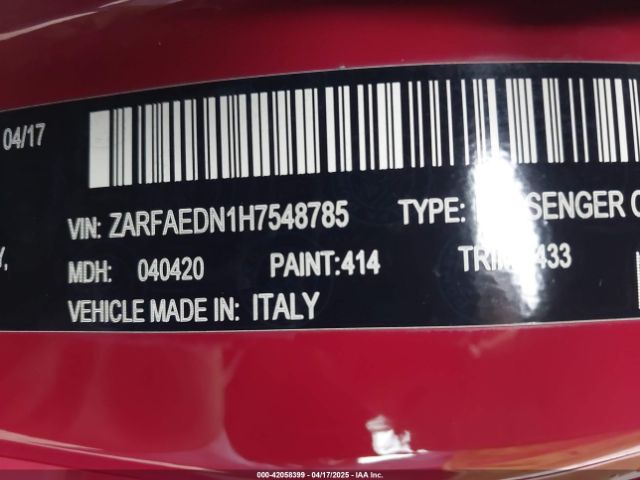 04/17
VIN: ZARFAEDN1H7548785 TYPE: SENGER
MDH: 040420 PAINT:414 433
VEHICLE MADE IN: ITALY
000-42058399 - 04/17/2025 - IAA Inc.